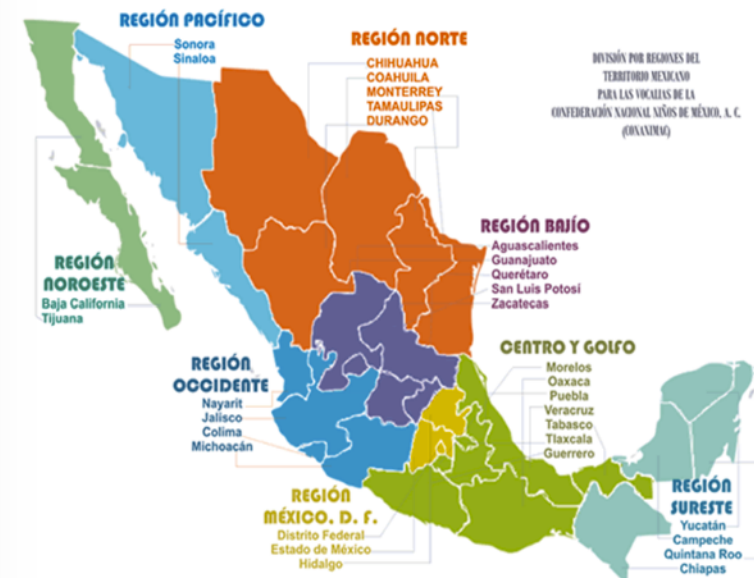 REGIÓN PACÍFICO
Sonora
Sinaloa
REGIÓN NORTE
CHIHUAHUA
COAHUILA
MONTERREY
TAMAULIPAS
DURANGO
DIVISIÓN POR REGIONES DEL
TERRITORIO MEXICANO
PARA LAS VOCALIAS DE LA
CONFEDERACIÓN NACIONAL NIÑOS DE MÉXICO, A. C.
(CONANIMAC)
REGIÓN BAJÍO
Aguascalientes
Guanajuato
Querétaro
San Luis Potosí
Zacatecas
REGIÓN
NOROESTE
Baja California
Tijuana
CENTRO Y GOLFO
Morelos
Oaxaca
Puebla
Veracruz
Tabasco
Tlaxcala
Guerrero
REGIÓN
OCCIDENTE
Nayarit
Jalisco
Colima
Michoacán
REGIÓN
MÉXICO. D. F.
Distrito Federal
Estado de México
Hidalgo
REGIÓN
SURESTE
Yucatán
Campeche
Quintana Roo
Chiapas